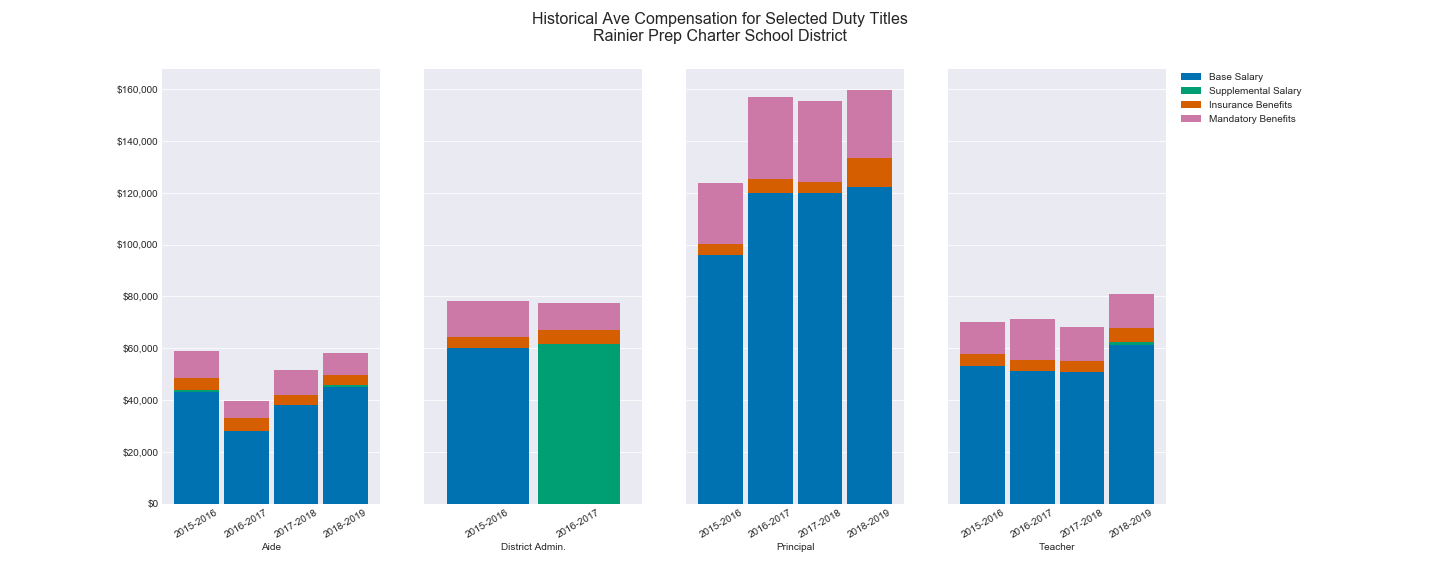 Historical Ave Compensation for Selected Duty Titles
Rainier Prep Charter School District
Base Salary
Supplemental Salary
Insurance Benefits
Mandatory Benefits
$160,000
$140,000
$120,000
$100,000
$80,000
$60,000
$40,000
$20,000
$0
2015-2016 2016-2017 2017-2018 2018-2019
Aide
2015-2016 2016-2017
District Admin.
2015-2016 2016-2017 2017-2018 2018-2019
Principal
2015-2016 2016-2017 2017-2018 2018-2019
Teacher